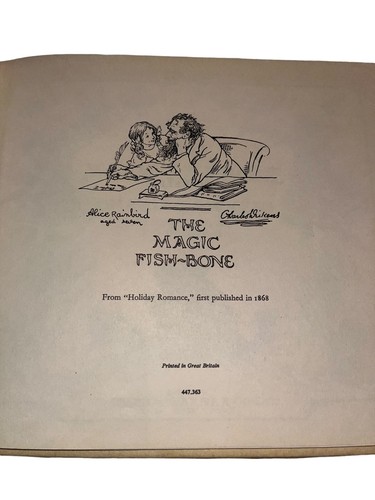 Alice Rainbird
aged seven
Charles Dickens
THE
MAGIC
FISH-BONE
From "Holiday Romance," first published in 1868
Printed in Great Britain
447.363